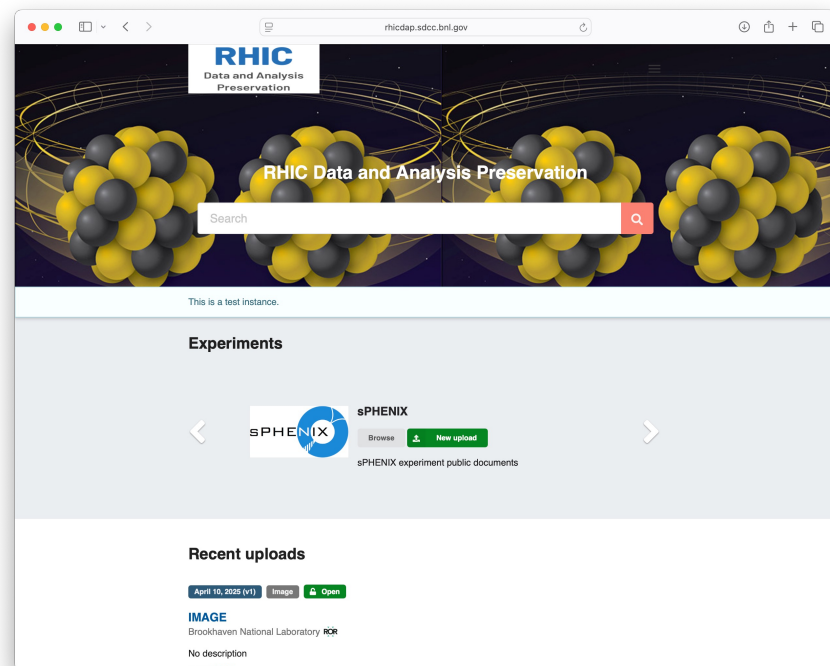 rhicdap.sdcc.bnl.gov
RHIC
Data and Analysis
Preservation
RHIC Data and Analysis Preservation
Search
This is a test instance.
Experiments
sPHENIX
sPHENIX
Browse
New upload
sPHENIX experiment public documents
Recent uploads
April 10, 2025 (v1) Image Open
IMAGE
Brookhaven National Laboratory ROR
No description